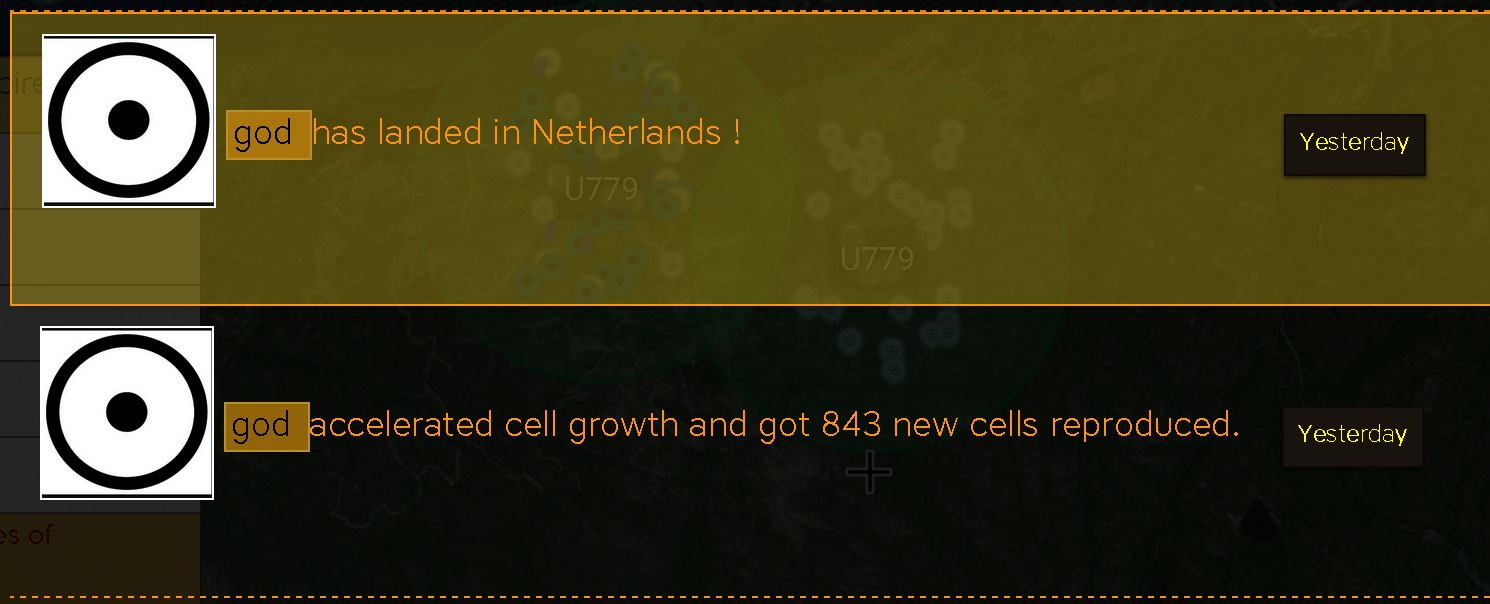 god has landed in Netherlands !
Yesterday
U779
U779
god accelerated cell growth and got 843 new cells reproduced.
Yesterday
es of